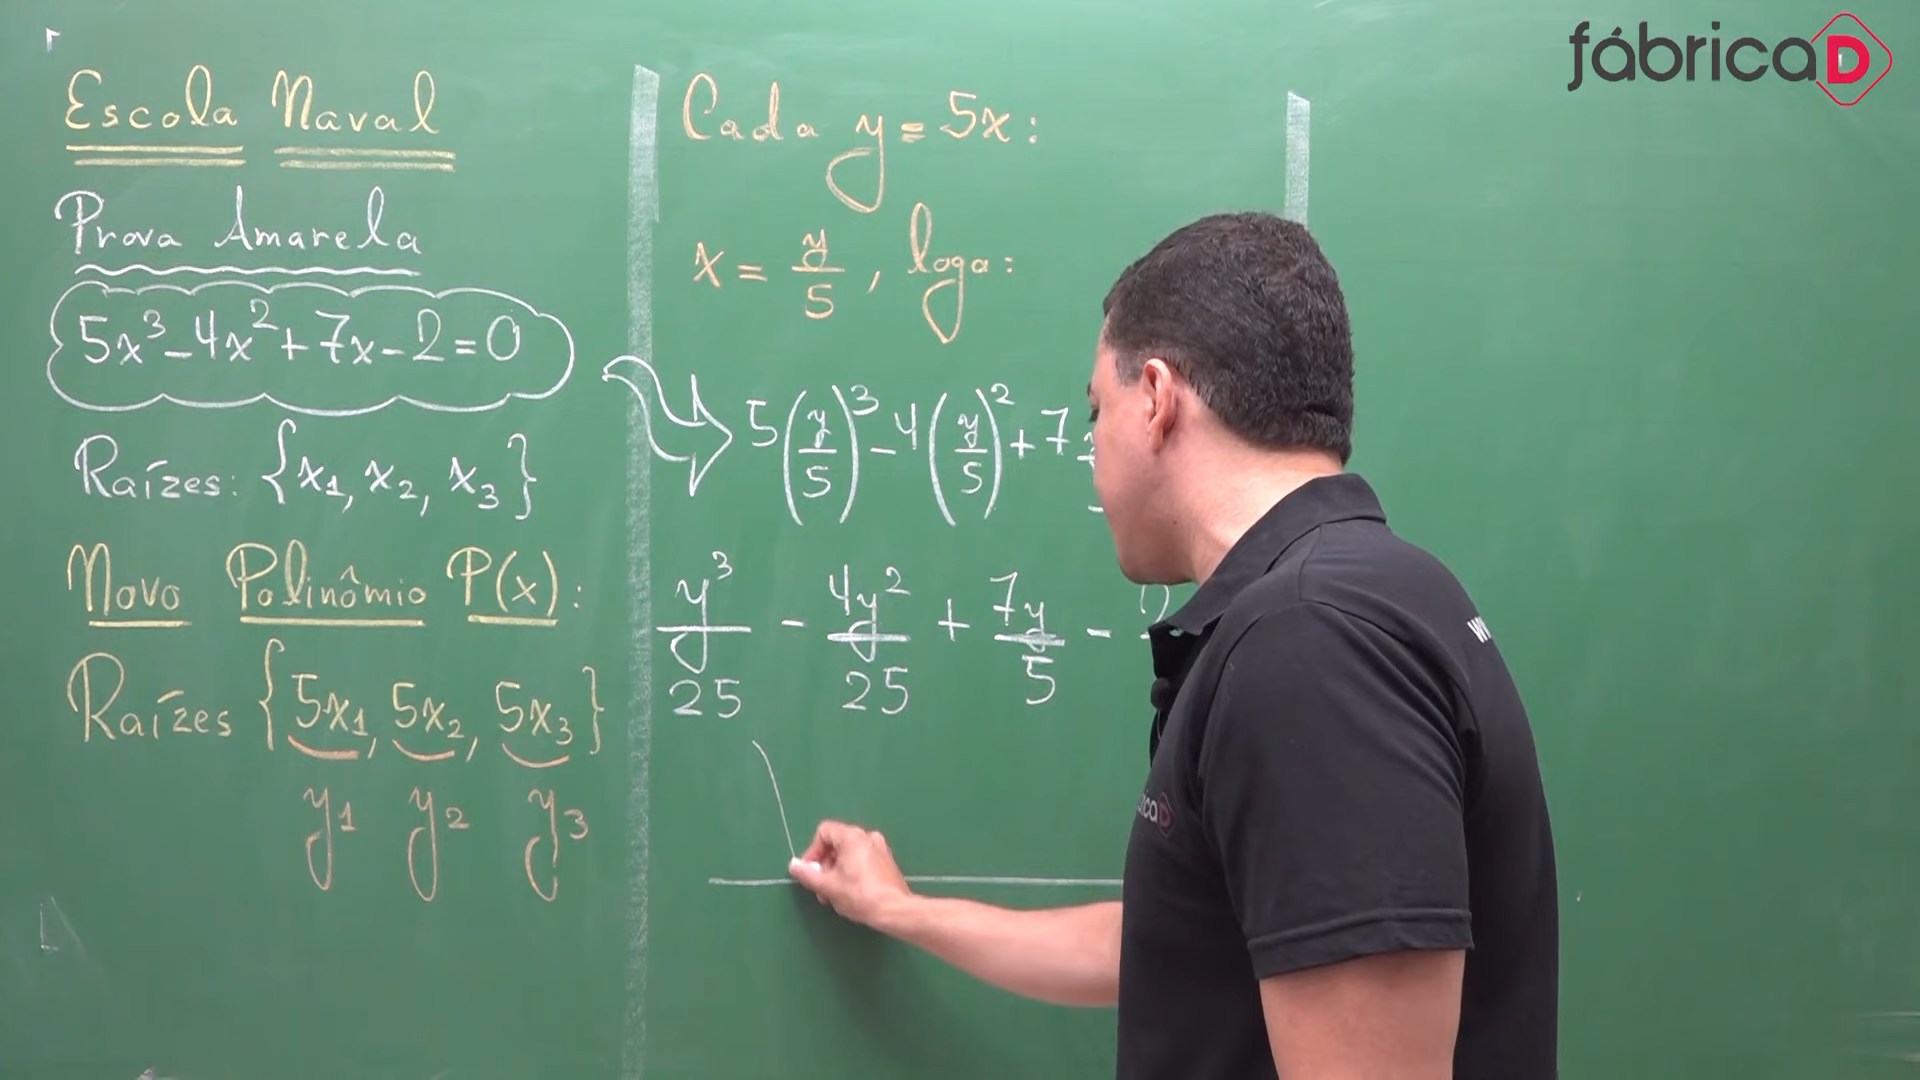 fábricaD
Escola Naval
Prova Amarela
5x³-4x²+7x-2=0
Raízes: {x₁, x₂, x₃}
Novo Polinômio P(x):
Raízes {5x₁, 5x₂, 5x₃}
y₁ y₂ y₃
Cada y = 5x:
x = y/5, logo:
5(y/5)³-4(y/5)²+7
y³/25 - 4y²/25 + 7y/5 -